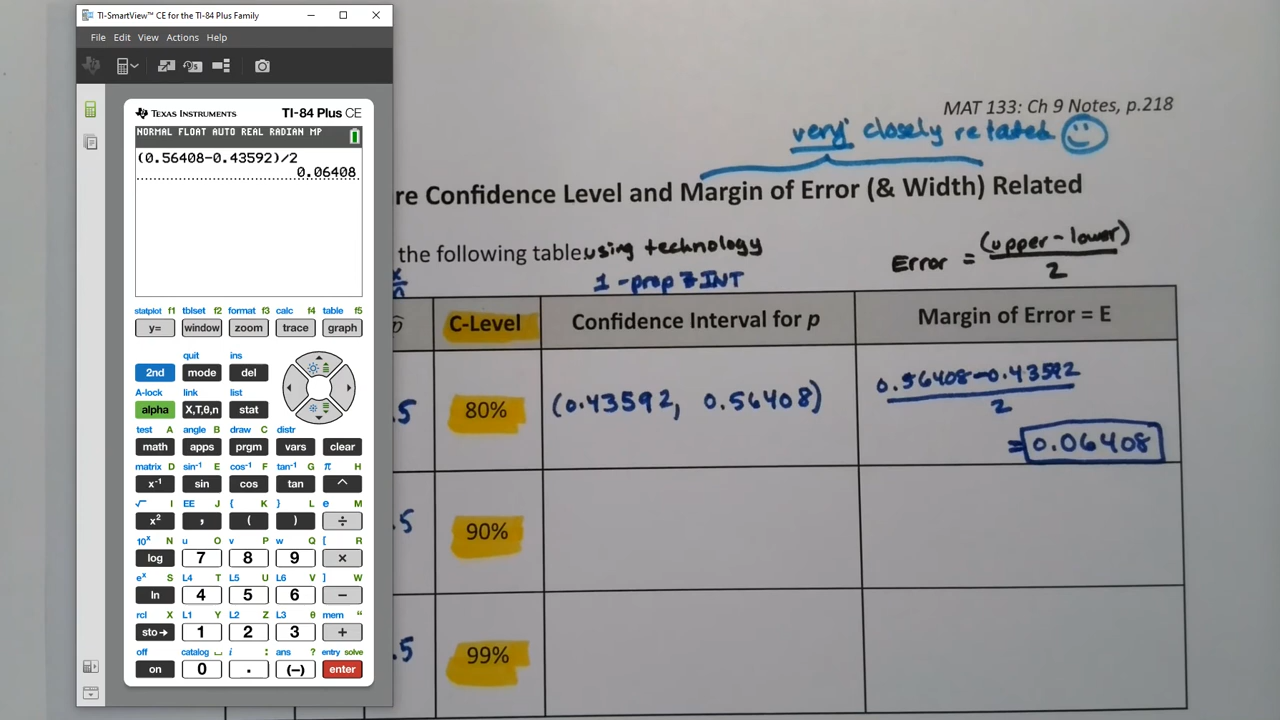 TI-SmartView™ CE for the TI-84 Plus Family
File Edit View Actions Help
TEXAS INSTRUMENTS TI-84 Plus CE
NORMAL FLOAT AUTO REAL RADIAN MP
(0.56408-0.43592)/2
0.06408
statplot f1 tblset f2 format f3 calc f4 table f5
y= window zoom trace graph
quit ins
2nd mode del
A-lock link list
alpha X,T,θ,n stat
test A angle B draw C distr
math apps prgm vars clear
matrix D sin⁻¹ E cos⁻¹ F tan⁻¹ G π H
x⁻¹ sin cos tan ^
√ I EE J { K } L e M
x² , ( ) ÷
10ˣ N u O v P w Q [ R
log 7 8 9 ×
eˣ S L4 T L5 U L6 V ] W
ln 4 5 6 −
rcl X L1 Y L2 Z L3 θ mem "
sto→ 1 2 3 +
off catalog ⎵ i : ans ? entry solve
on 0 . (−) enter
MAT 133: Ch 9 Notes, p.218
very closely related
re Confidence Level and Margin of Error (& Width) Related
the following table using technology
Error = (upper-lower)/2
x/n
1-prop Z INT
p̂ C-Level Confidence Interval for p Margin of Error = E
.5 80% (0.43592, 0.56408) 0.56408-0.43592
2
= 0.06408
.5 90%
.5 99%